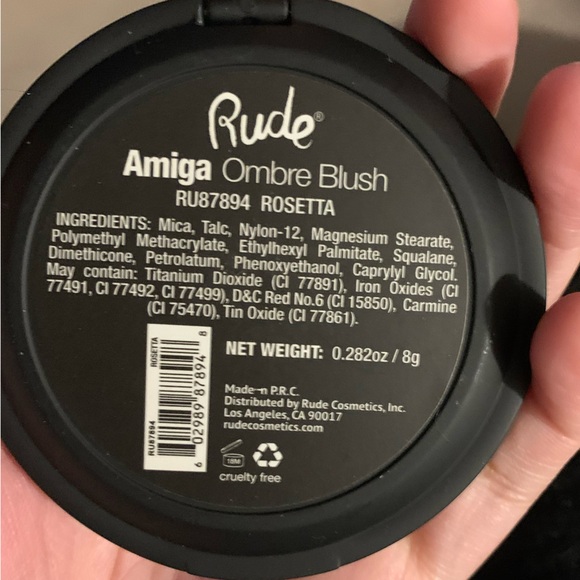 Rude®
Amiga Ombre Blush
RU87894 ROSETTA
INGREDIENTS: Mica, Talc, Nylon-12, Magnesium Stearate,
Polymethyl Methacrylate, Ethylhexyl Palmitate, Squalane,
Dimethicone, Petrolatum, Phenoxyethanol, Caprylyl Glycol.
May contain: Titanium Dioxide (CI 77891), Iron Oxides (CI
77491, CI 77492, CI 77499), D&C Red No.6 (CI 15850), Carmine
(CI 75470), Tin Oxide (CI 77861).
RU87894 ROSETTA
6 02989 87894 8
NET WEIGHT: 0.282oz / 8g
Made n P.R.C.
Distributed by Rude Cosmetics, Inc.
Los Angeles, CA 90017
rudecosmetics.com
18M
cruelty free